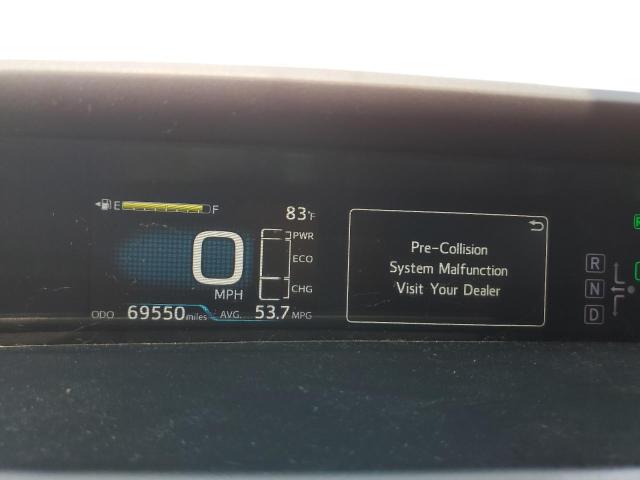 E F
83°F
PWR
ECO
CHG
0
MPH
ODO 69550 miles AVG. 53.7 MPG
Pre-Collision
System Malfunction
Visit Your Dealer
R
N
D